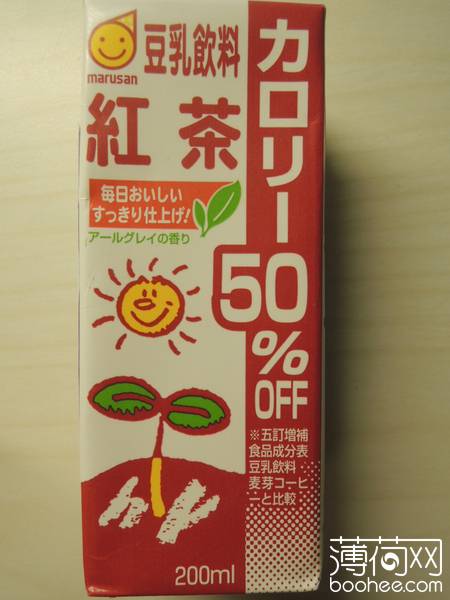 marusan
豆乳飲料
紅茶
毎日おいしい
すっきり仕上げ!
アールグレイの香り
カロリー
50
%
OFF
※五訂増補
食品成分表
豆乳飲料
麦芽コーヒ
ーと比較
200ml
薄荷网
boohee.com